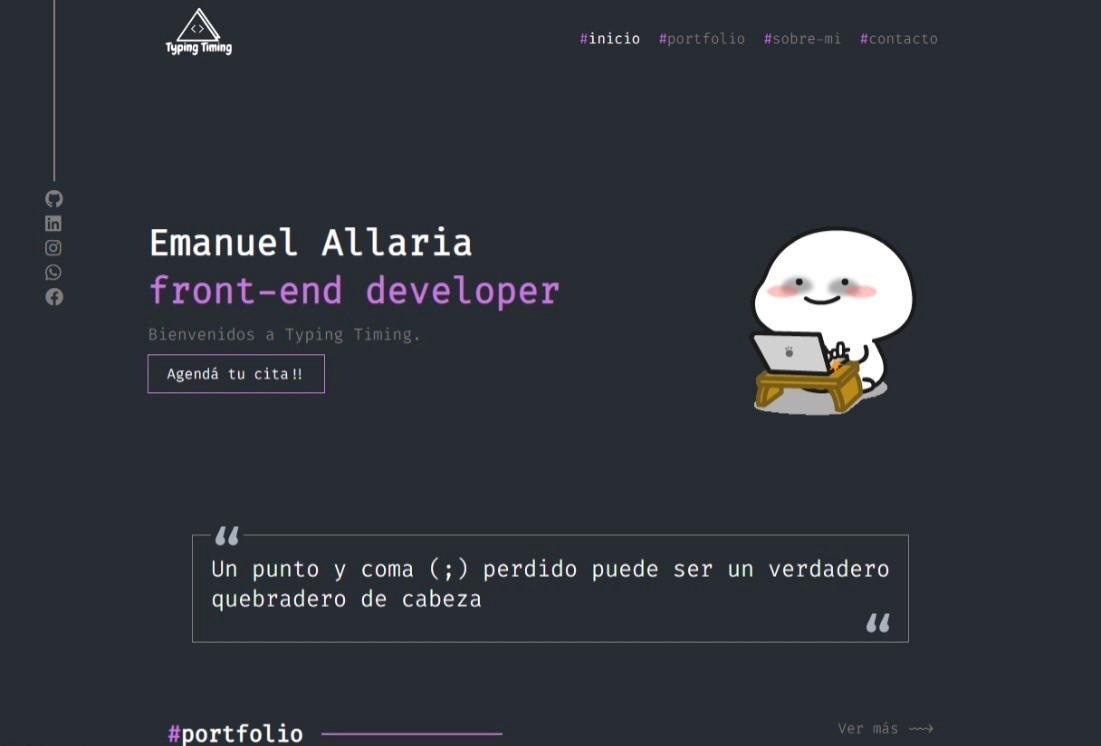 Typing Timing
#inicio #portfolio #sobre-mi #contacto
Emanuel Allaria
front-end developer
Bienvenidos a Typing Timing.
Agendá tu cita!!
“
Un punto y coma (;) perdido puede ser un verdadero
quebradero de cabeza
“
#portfolio
Ver más ⟿